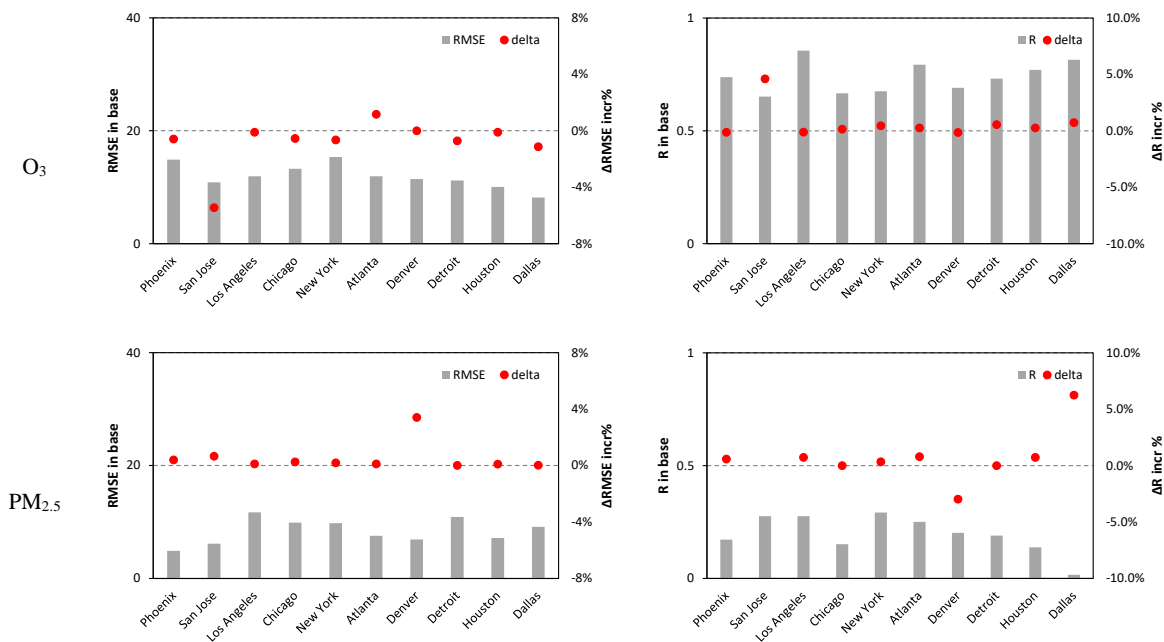 O₃
40
20
0
RMSE in base
RMSE delta
8%
4%
0%
-4%
-8%
ΔRMSE incr%
Phoenix
San Jose
Los Angeles
Chicago
New York
Atlanta
Denver
Detroit
Houston
Dallas
1
0.5
0
R in base
R delta
10.0%
5.0%
0.0%
-5.0%
-10.0%
ΔR incr %
Phoenix
San Jose
Los Angeles
Chicago
New York
Atlanta
Denver
Detroit
Houston
Dallas
PM₂.₅
40
20
0
RMSE in base
RMSE delta
8%
4%
0%
-4%
-8%
ΔRMSE incr%
Phoenix
San Jose
Los Angeles
Chicago
New York
Atlanta
Denver
Detroit
Houston
Dallas
1
0.5
0
R in base
R delta
10.0%
5.0%
0.0%
-5.0%
-10.0%
ΔR incr %
Phoenix
San Jose
Los Angeles
Chicago
New York
Atlanta
Denver
Detroit
Houston
Dallas